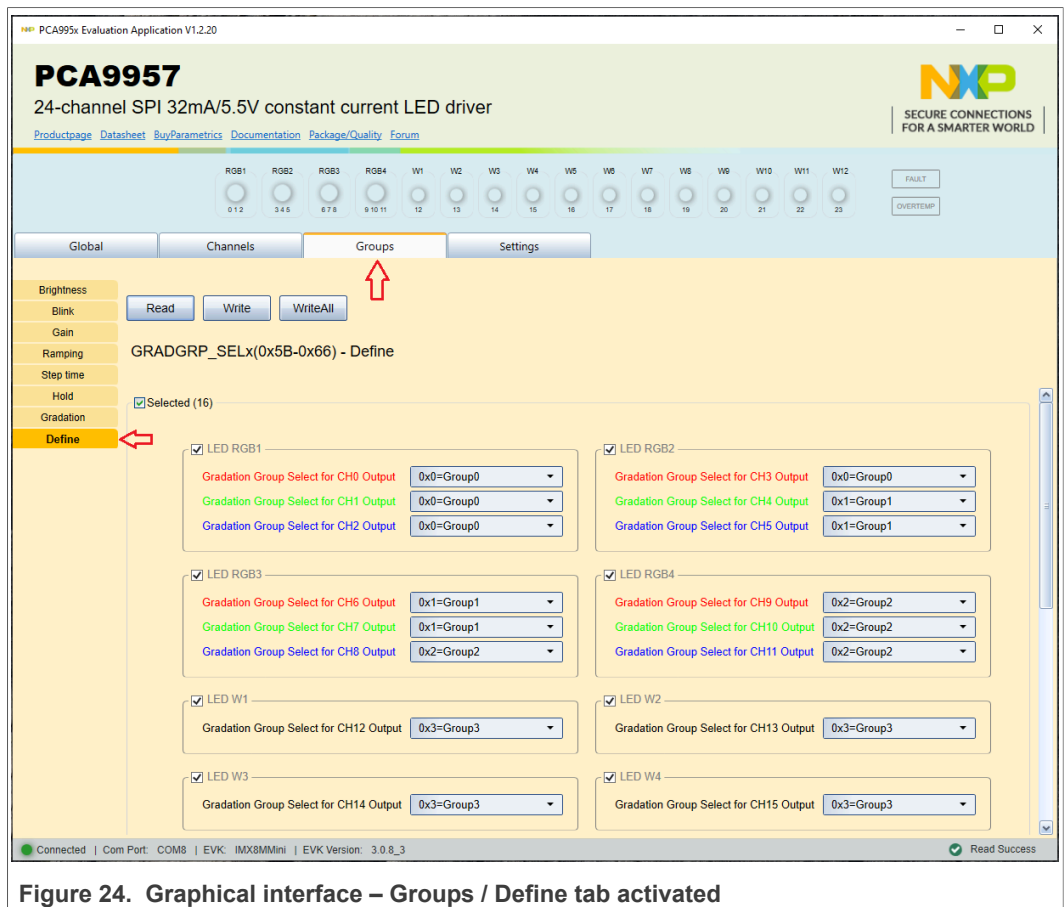 PCA995x Evaluation Application V1.2.20
PCA9957
24-channel SPI 32mA/5.5V constant current LED driver
Productpage Datasheet BuyParametrics Documentation Package/Quality Forum
NXP
SECURE CONNECTIONS
FOR A SMARTER WORLD
RGB1 RGB2 RGB3 RGB4 W1 W2 W3 W4 W5 W6 W7 W8 W9 W10 W11 W12
0 1 2 3 4 5 6 7 8 9 10 11 12 13 14 15 16 17 18 19 20 21 22 23
FAULT
OVERTEMP
Global Channels Groups Settings
Brightness
Blink
Gain
Ramping
Step time
Hold
Gradation
Define
Read Write WriteAll
GRADGRP_SELx(0x5B-0x66) - Define
Selected (16)
LED RGB1
Gradation Group Select for CH0 Output 0x0=Group0
Gradation Group Select for CH1 Output 0x0=Group0
Gradation Group Select for CH2 Output 0x0=Group0
LED RGB2
Gradation Group Select for CH3 Output 0x0=Group0
Gradation Group Select for CH4 Output 0x1=Group1
Gradation Group Select for CH5 Output 0x1=Group1
LED RGB3
Gradation Group Select for CH6 Output 0x1=Group1
Gradation Group Select for CH7 Output 0x1=Group1
Gradation Group Select for CH8 Output 0x2=Group2
LED RGB4
Gradation Group Select for CH9 Output 0x2=Group2
Gradation Group Select for CH10 Output 0x2=Group2
Gradation Group Select for CH11 Output 0x2=Group2
LED W1
Gradation Group Select for CH12 Output 0x3=Group3
LED W2
Gradation Group Select for CH13 Output 0x3=Group3
LED W3
Gradation Group Select for CH14 Output 0x3=Group3
LED W4
Gradation Group Select for CH15 Output 0x3=Group3
Connected | Com Port: COM8 | EVK: IMX8MMini | EVK Version: 3.0.8_3
Read Success
Figure 24. Graphical interface – Groups / Define tab activated